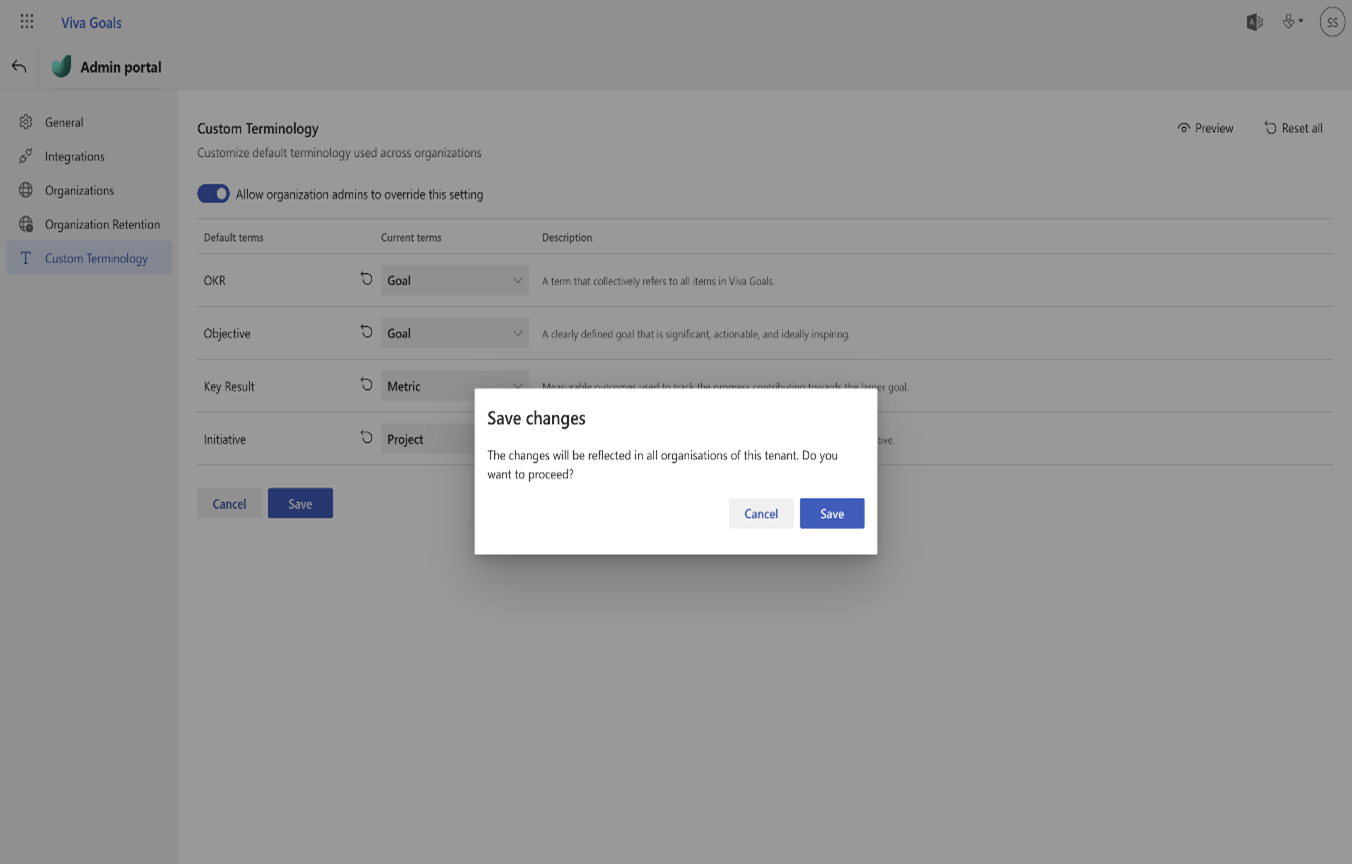 Viva Goals
SS
Admin portal
General
Integrations
Organizations
Organization Retention
Custom Terminology
Custom Terminology
Preview
Reset all
Customize default terminology used across organizations
Allow organization admins to override this setting
Default terms Current terms Description
OKR Goal A term that collectively refers to all items in Viva Goals.
Objective Goal A clearly defined goal that is significant, actionable, and ideally inspiring.
Key Result Metric Measurable outcomes used to track the progress contributing towards the larger goal.
Initiative Project
Cancel Save
Save changes
The changes will be reflected in all organisations of this tenant. Do you
want to proceed?
Cancel Save